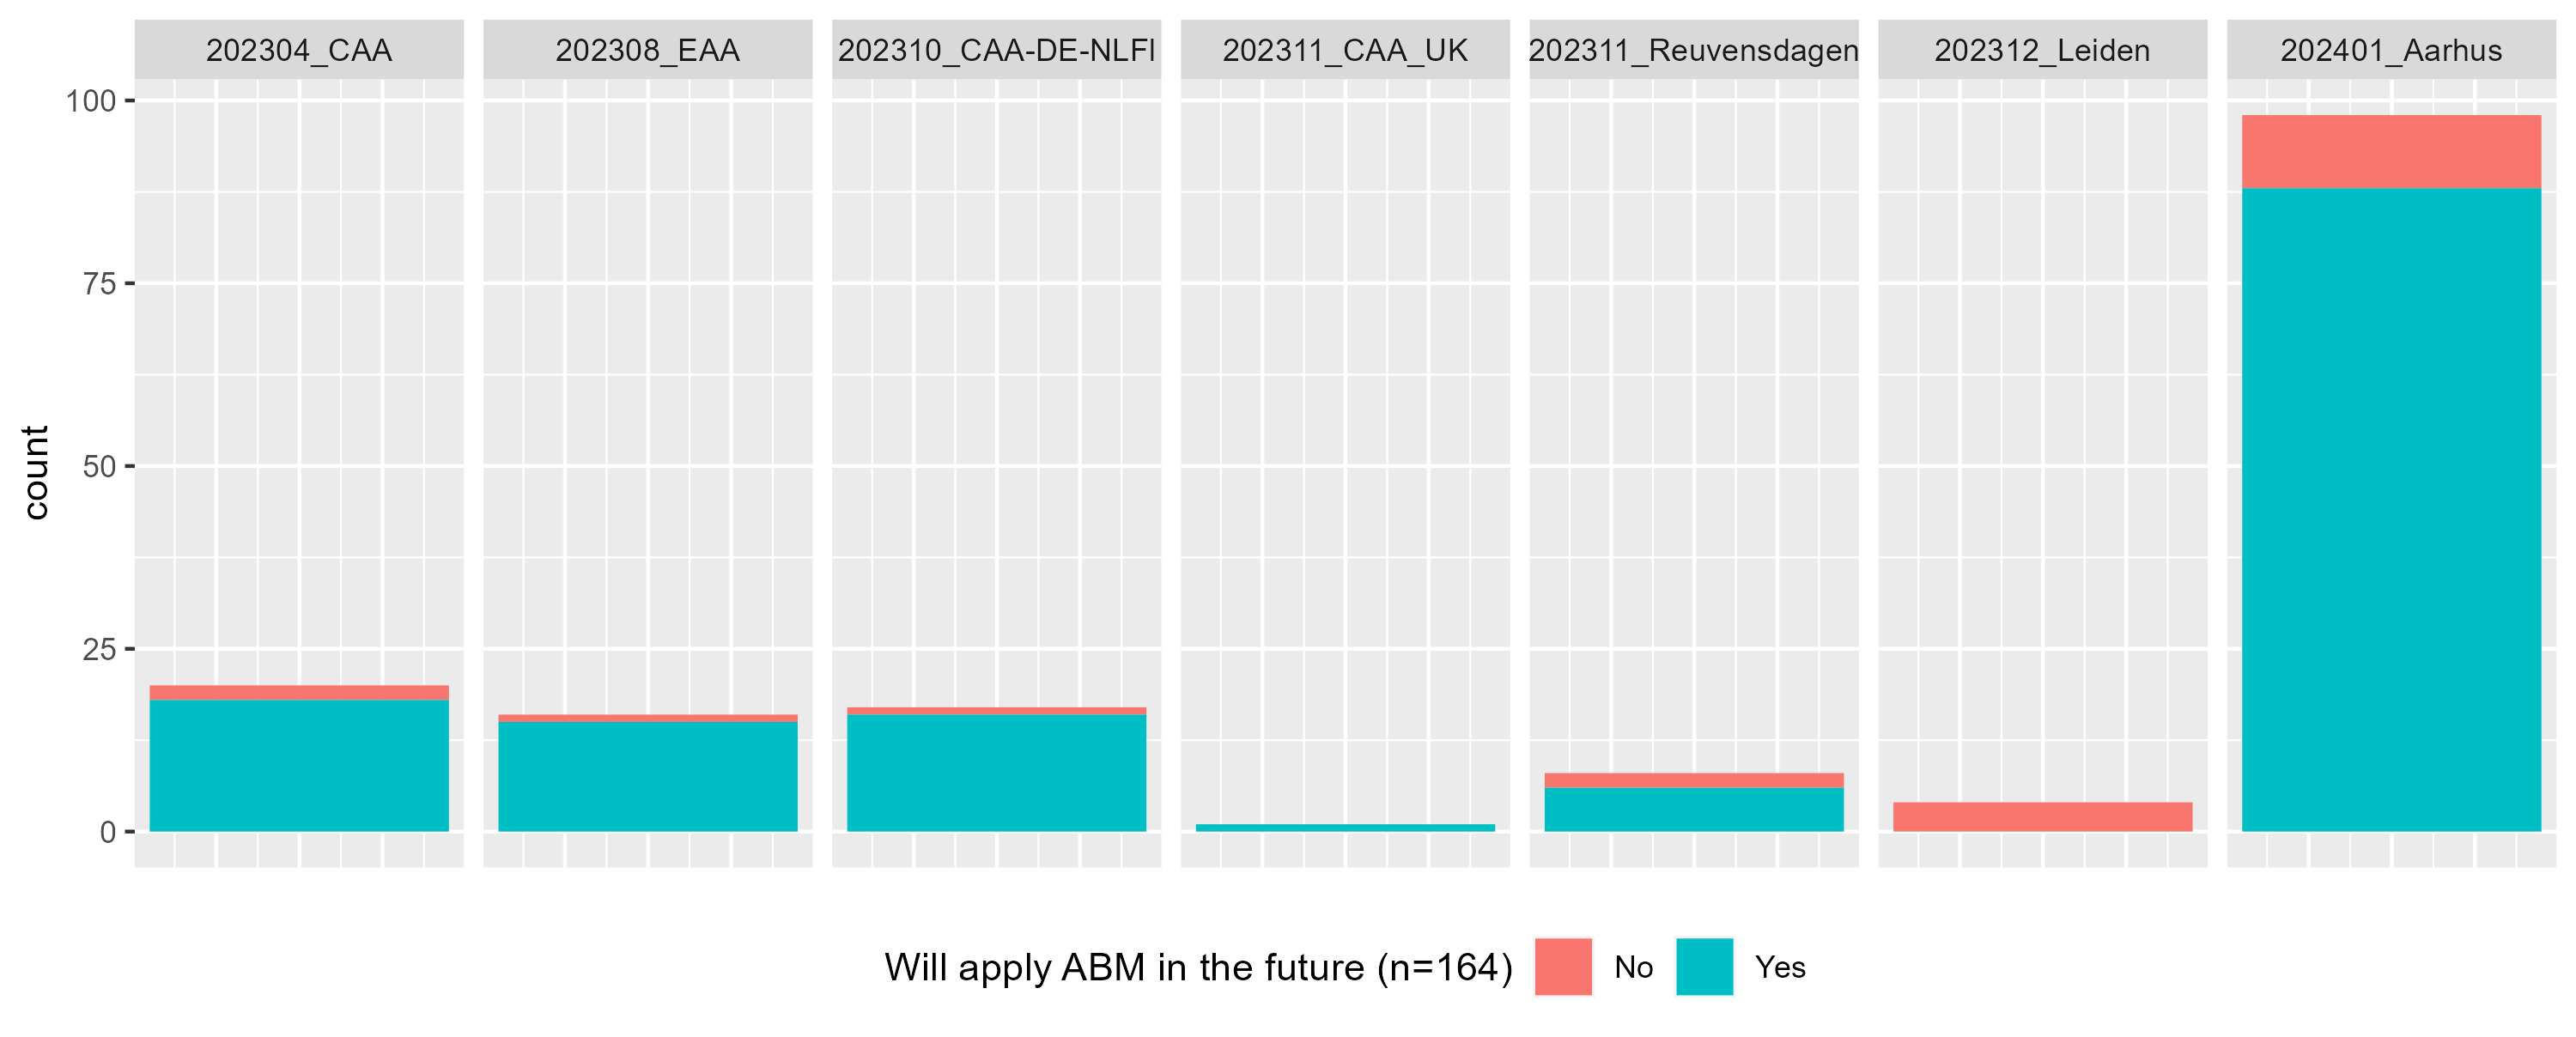 202304_CAA
202308_EAA
202310_CAA-DE-NLFI
202311_CAA_UK
202311_Reuvensdagen
202312_Leiden
202401_Aarhus
100
75
50
25
0
count
Will apply ABM in the future (n=164)
No
Yes